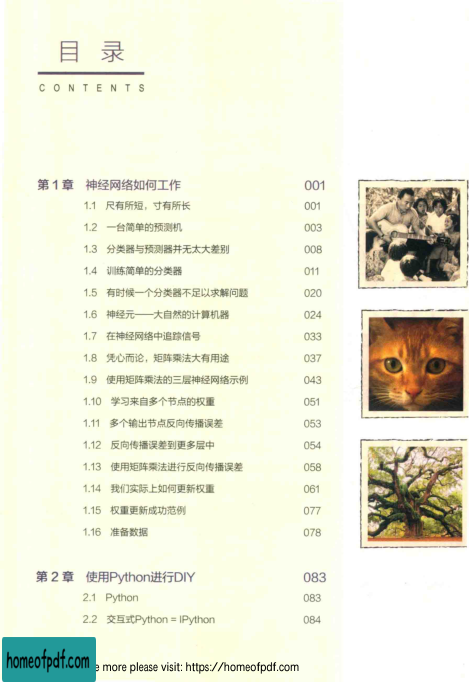 目 录
CONTENTS
第1章 神经网络如何工作 001
1.1 尺有所短，寸有所长 001
1.2 一台简单的预测机 003
1.3 分类器与预测器并无太大差别 008
1.4 训练简单的分类器 011
1.5 有时候一个分类器不足以求解问题 020
1.6 神经元——大自然的计算机器 024
1.7 在神经网络中追踪信号 033
1.8 凭心而论，矩阵乘法大有用途 037
1.9 使用矩阵乘法的三层神经网络示例 043
1.10 学习来自多个节点的权重 051
1.11 多个输出节点反向传播误差 053
1.12 反向传播误差到更多层中 054
1.13 使用矩阵乘法进行反向传播误差 058
1.14 我们实际上如何更新权重 061
1.15 权重更新成功范例 077
1.16 准备数据 078
第2章 使用Python进行DIY 083
2.1 Python 083
2.2 交互式Python = IPython 084
homeofpdf.com
e more please visit: https://homeofpdf.com